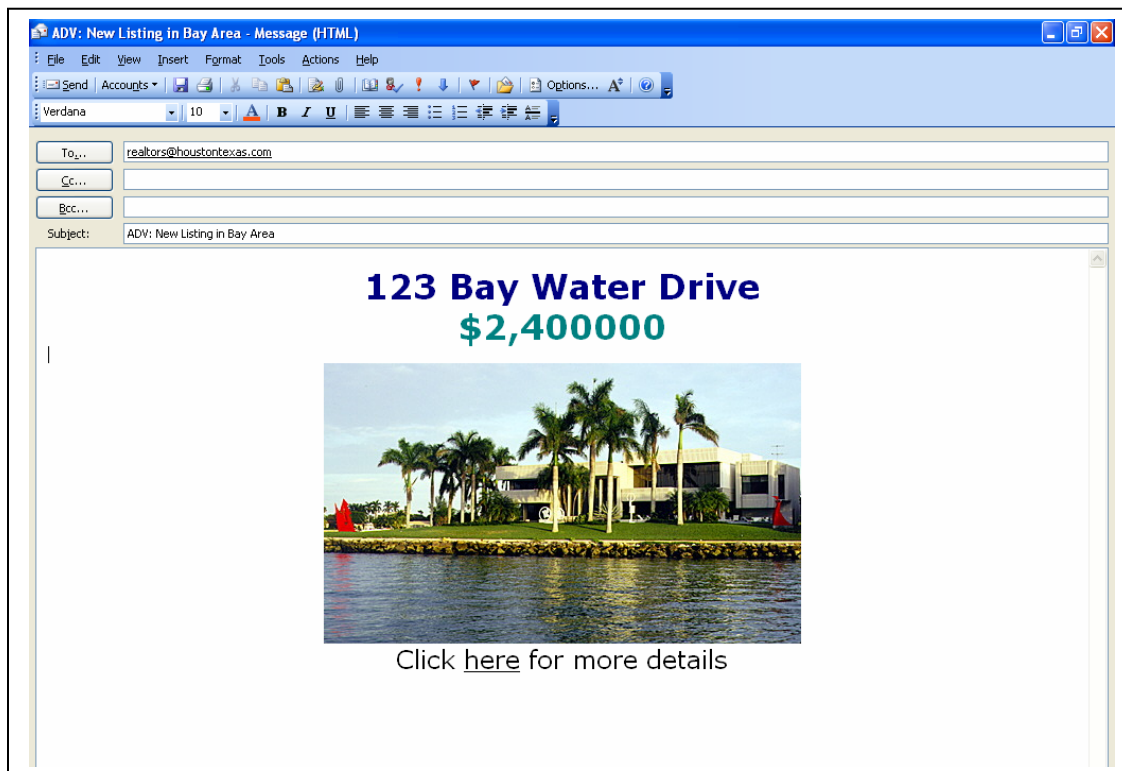 ADV: New Listing in Bay Area - Message (HTML)
File Edit View Insert Format Tools Actions Help
Send Accounts Options...
Verdana 10 A B I U
To... realtors@houstontexas.com
Cc...
Bcc...
Subject: ADV: New Listing in Bay Area
123 Bay Water Drive
$2,400000
Click here for more details